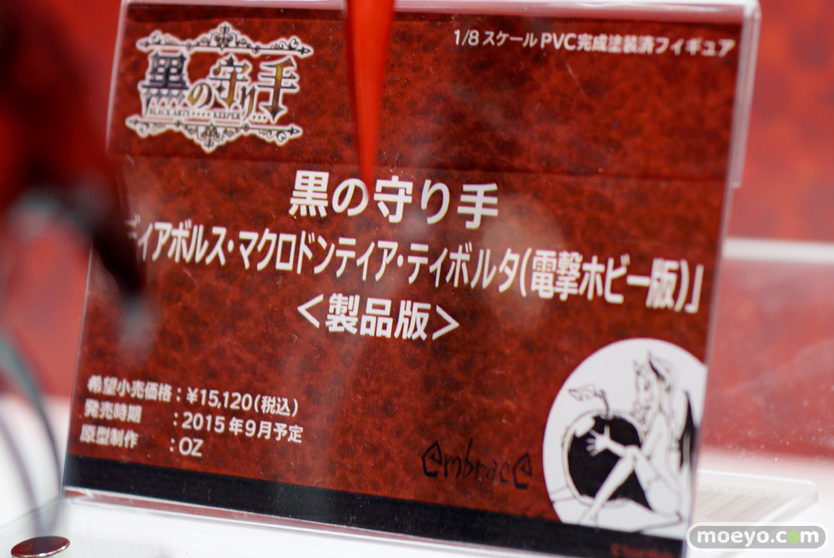 1/8 スケール PVC完成塗装済フィギュア
黒の守り手
BLACK ARTS KEEPER
黒の守り手
ディアボルス・マクロドンティア・ティボルタ(電撃ホビー版)」
<製品版>
希望小売価格：¥15,120(税込)
発売時期 ：2015年9月予定
原型制作 ：OZ
embrace
moeyo.com